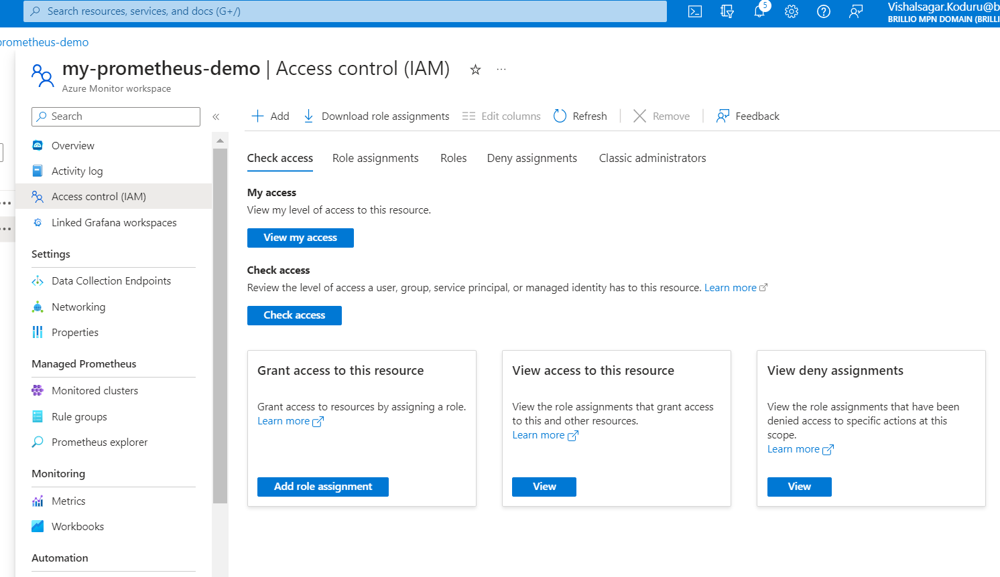 Search resources, services, and docs (G+/)
5
Vishalsagar.Koduru@b
BRILLIO MPN DOMAIN (BRILLI
prometheus-demo
my-prometheus-demo | Access control (IAM)
Azure Monitor workspace
Search
Add
Download role assignments
Edit columns
Refresh
Remove
Feedback
Overview
Activity log
Access control (IAM)
Linked Grafana workspaces
Settings
Data Collection Endpoints
Networking
Properties
Managed Prometheus
Monitored clusters
Rule groups
Prometheus explorer
Monitoring
Metrics
Workbooks
Automation
Check access
Role assignments
Roles
Deny assignments
Classic administrators
My access
View my level of access to this resource.
View my access
Check access
Review the level of access a user, group, service principal, or managed identity has to this resource. Learn more
Check access
Grant access to this resource
Grant access to resources by assigning a role.
Learn more
Add role assignment
View access to this resource
View the role assignments that grant access
to this and other resources.
Learn more
View
View deny assignments
View the role assignments that have been
denied access to specific actions at this
scope.
Learn more
View